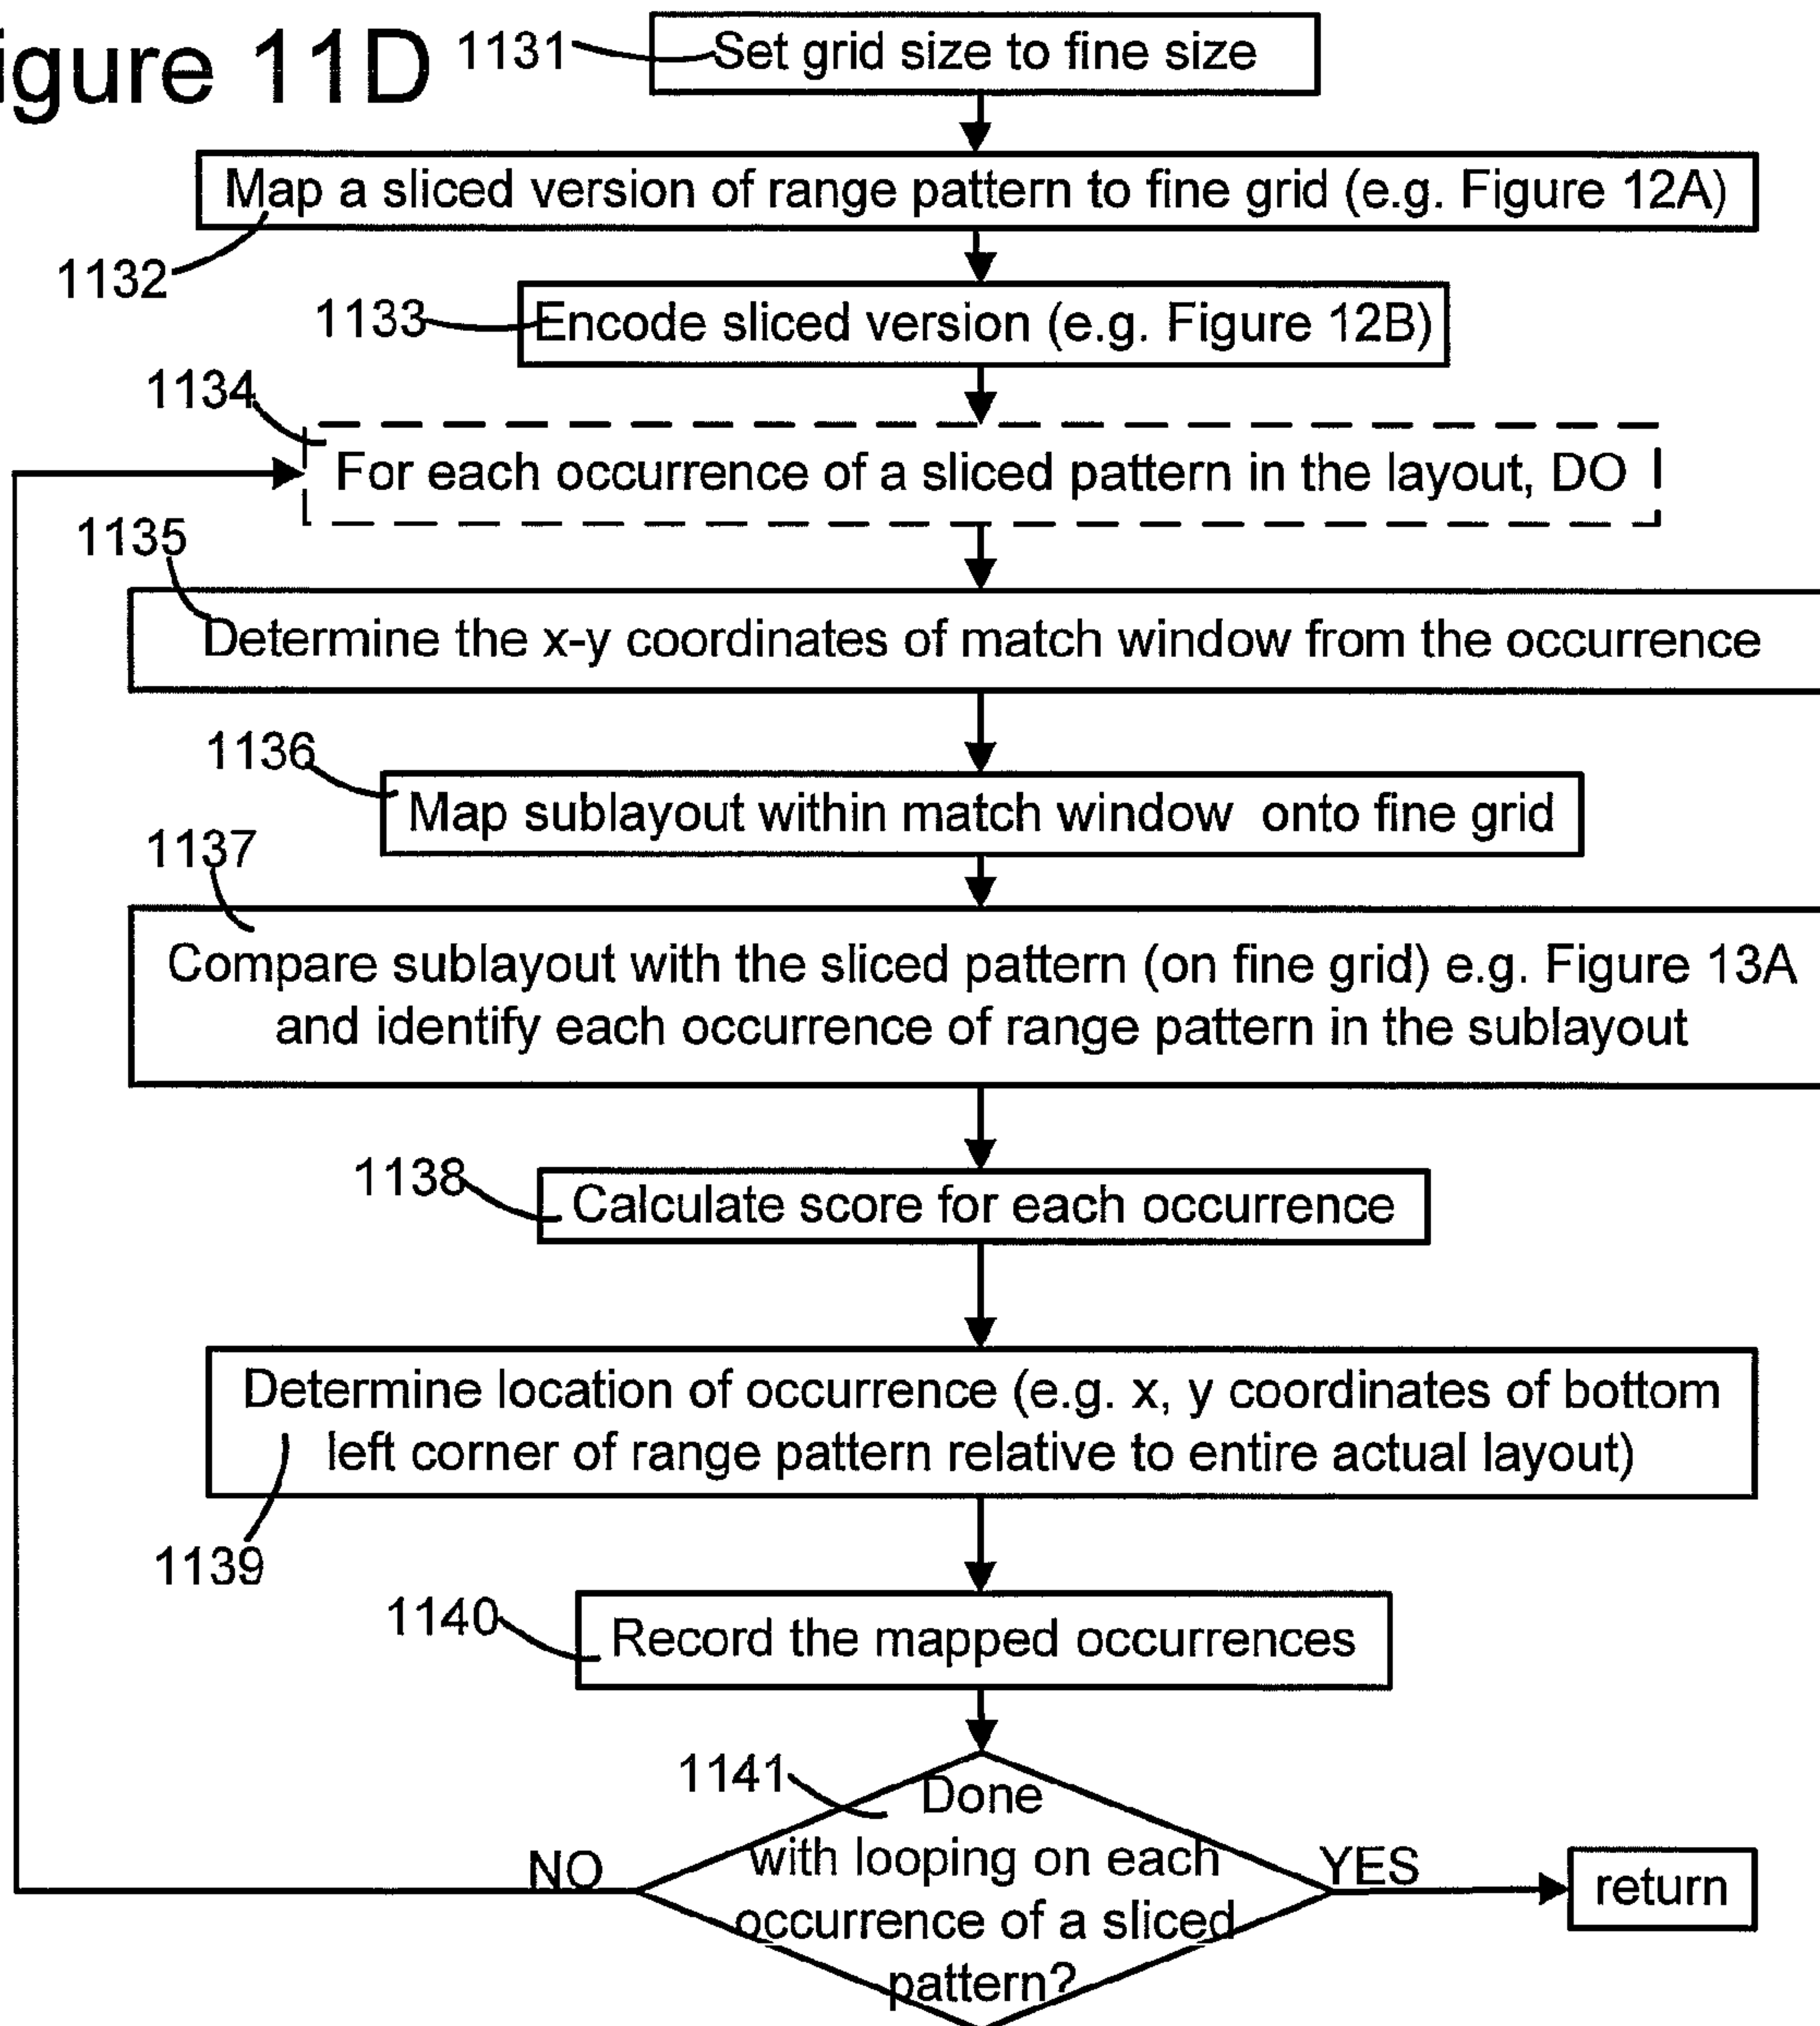 igure 11D
1131
Set grid size to fine size
Map a sliced version of range pattern to fine grid (e.g. Figure 12A)
1132
1133
Encode sliced version (e.g. Figure 12B)
1134
For each occurrence of a sliced pattern in the layout, DO
1135
Determine the x-y coordinates of match window from the occurrence
1136
Map sublayout within match window onto fine grid
1137
Compare sublayout with the sliced pattern (on fine grid) e.g. Figure 13A
and identify each occurrence of range pattern in the sublayout
1138
Calculate score for each occurrence
Determine location of occurrence (e.g. x, y coordinates of bottom
left corner of range pattern relative to entire actual layout)
1139
1140
Record the mapped occurrences
1141
Done
with looping on each
occurrence of a sliced
pattern?
NO
YES
return